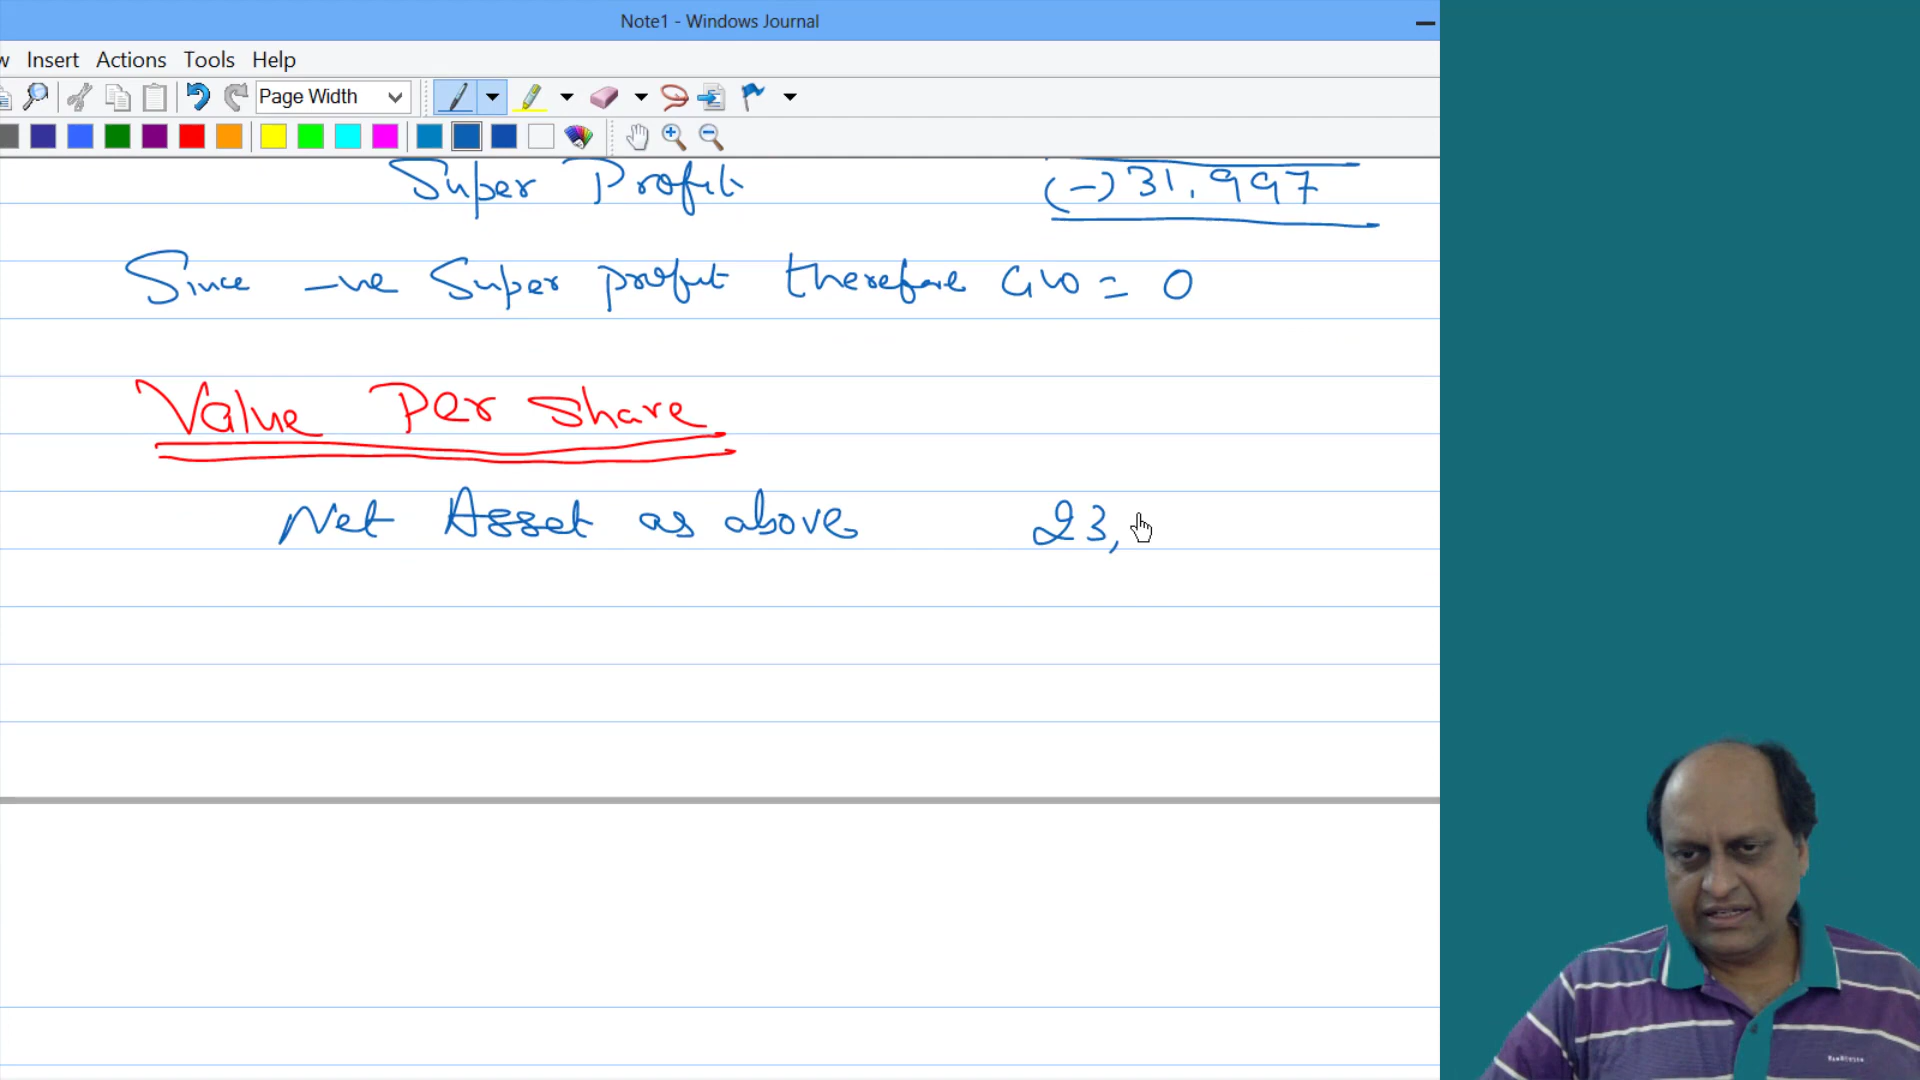 Note1 - Windows Journal
w Insert Actions Tools Help
Page Width
Super Profit (-) 31,997
Since -ve Super profit therefore GW = 0
Value Per Share
Net Asset as above 23,